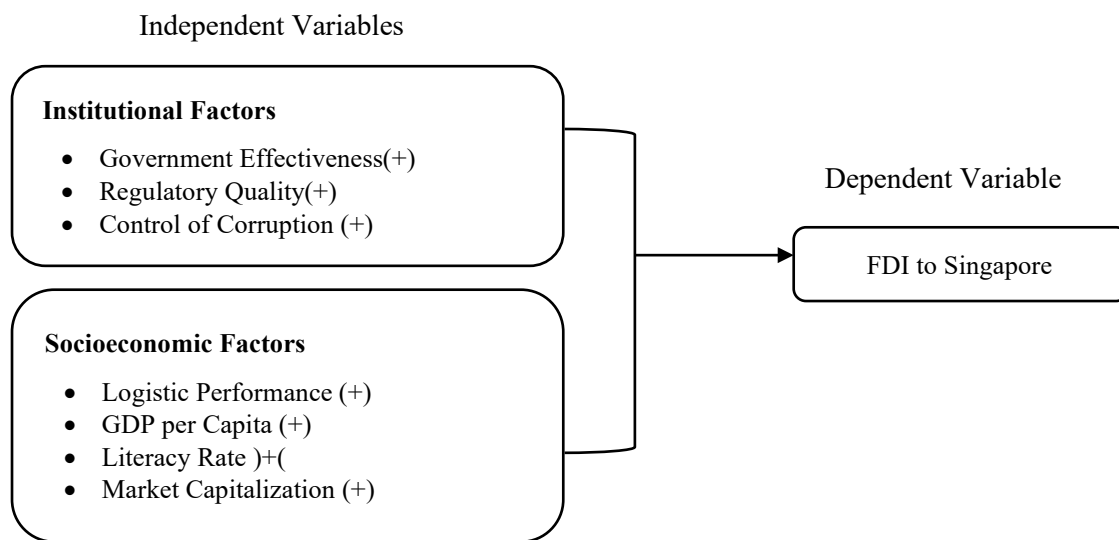 Independent Variables
Institutional Factors
• Government Effectiveness(+)
• Regulatory Quality(+)
• Control of Corruption (+)
Socioeconomic Factors
• Logistic Performance (+)
• GDP per Capita (+)
• Literacy Rate )+(
• Market Capitalization (+)
Dependent Variable
FDI to Singapore